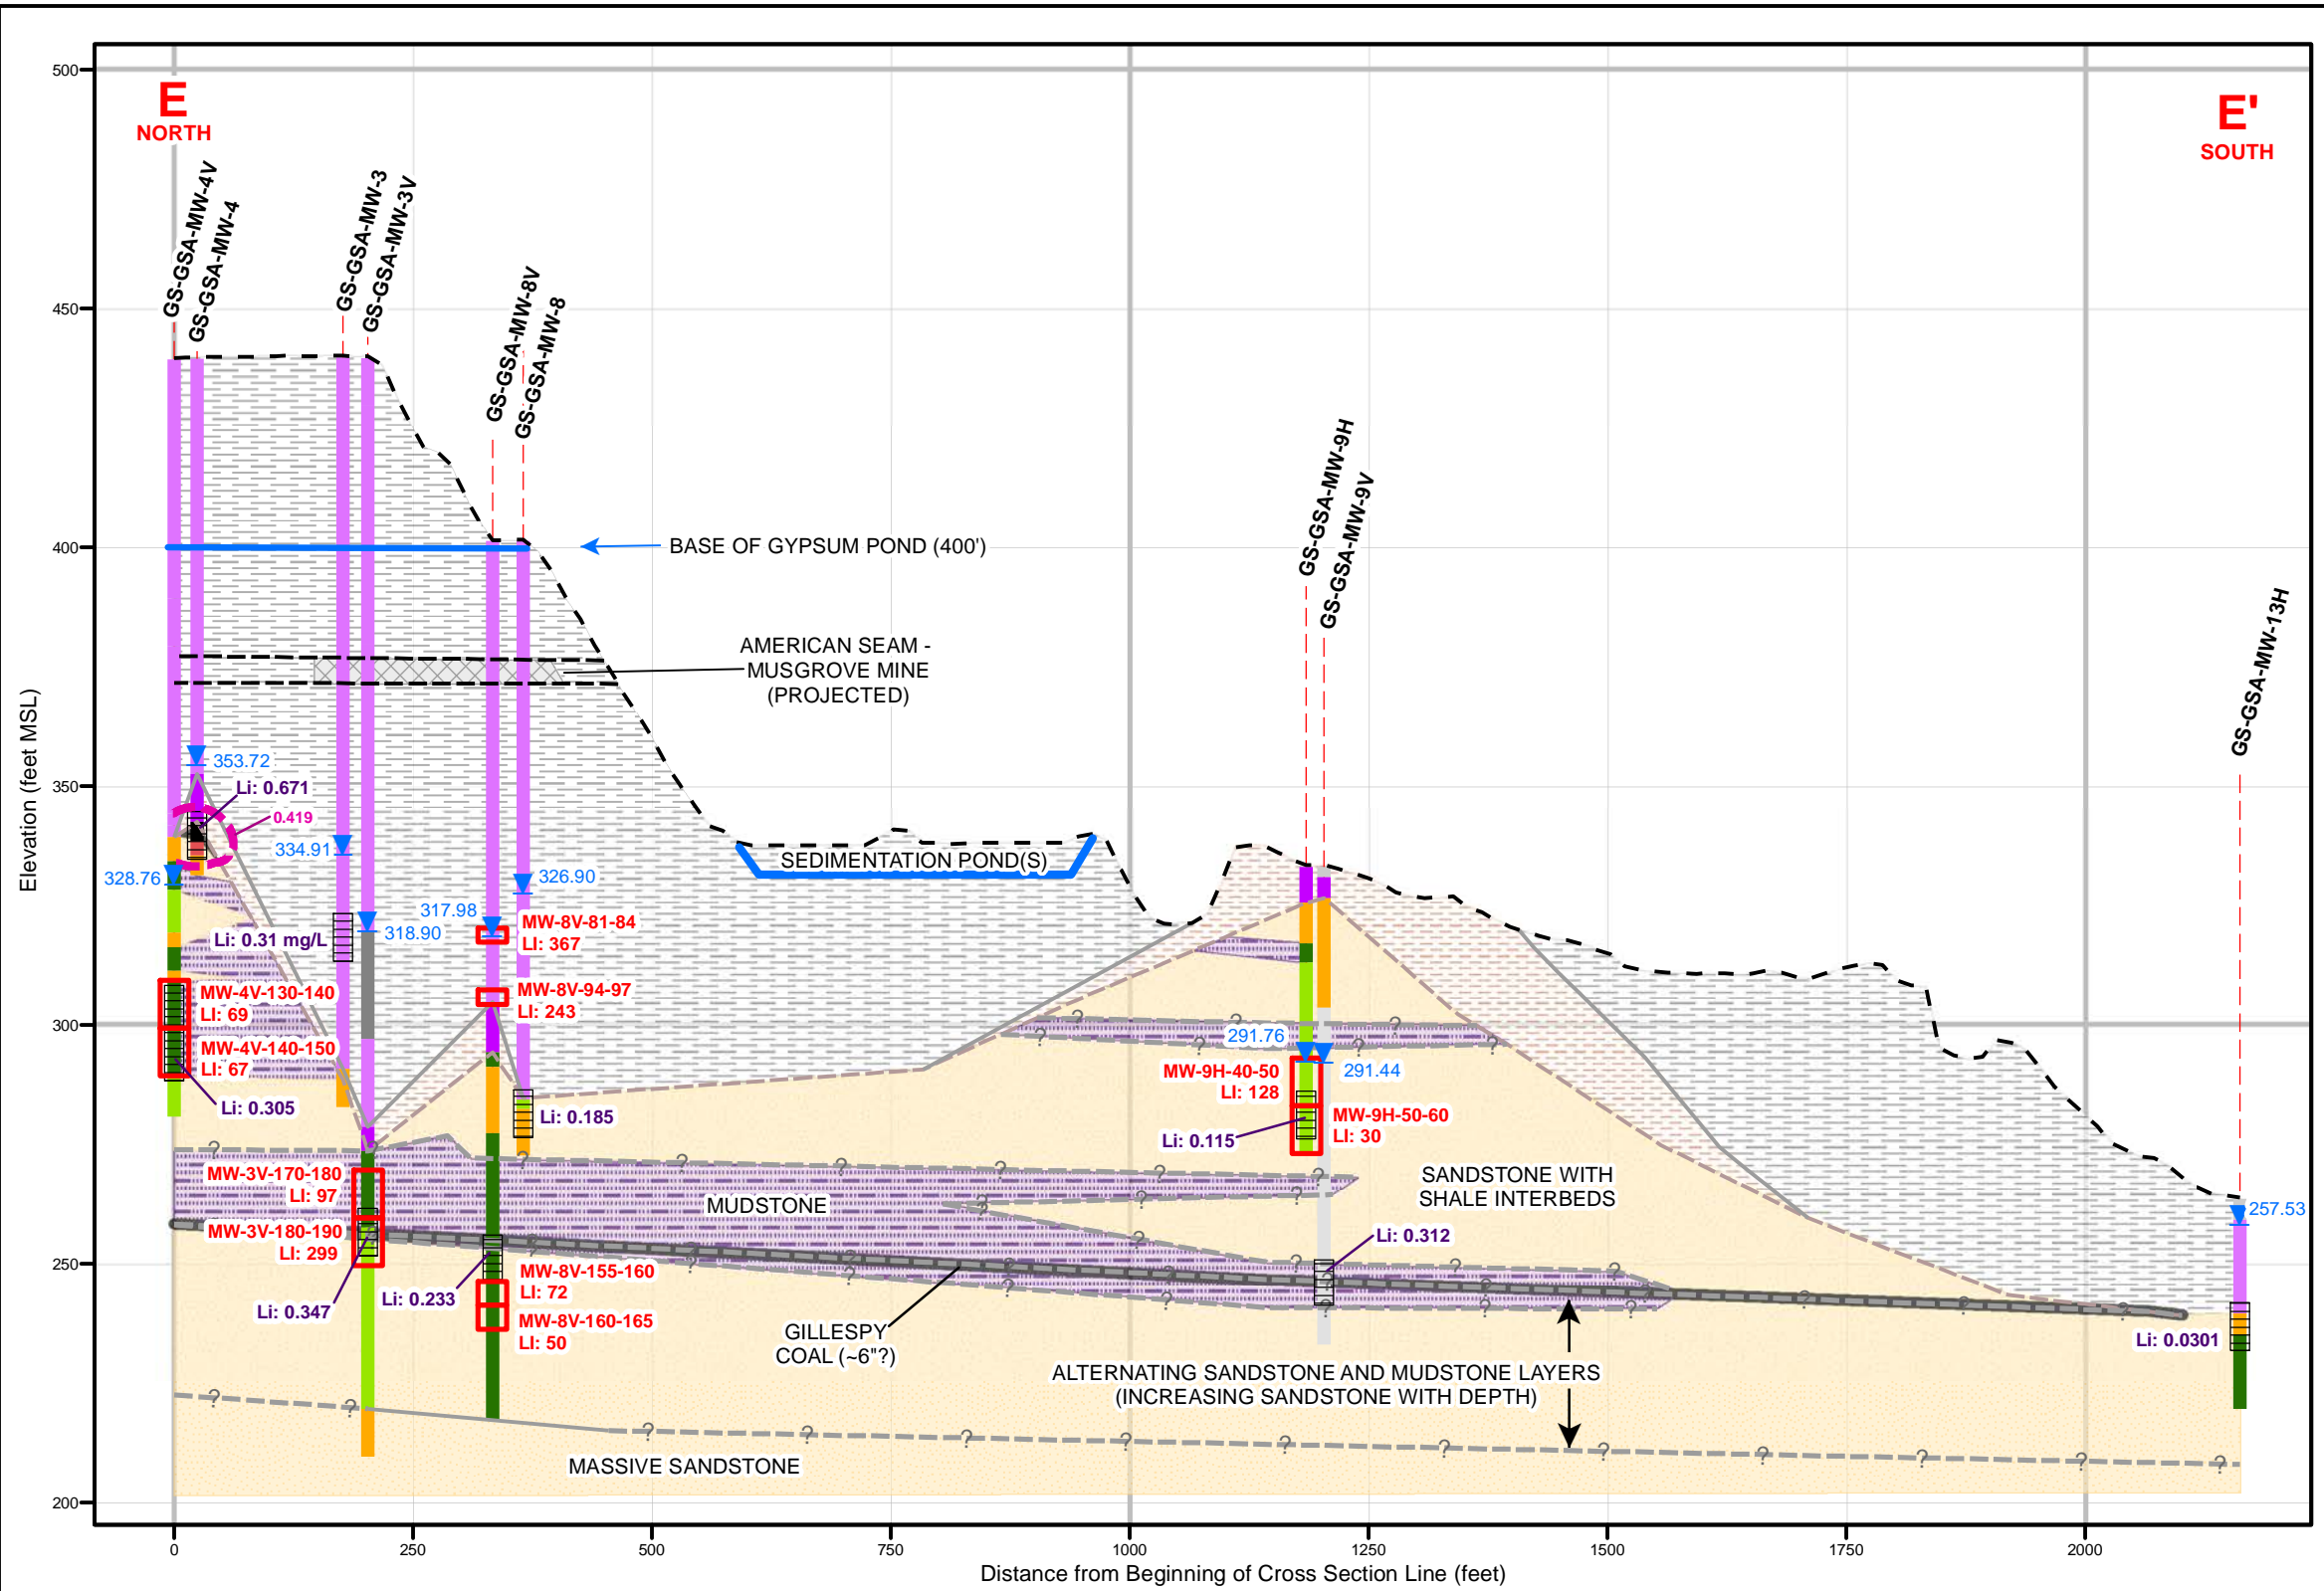 E
NORTH
E'
SOUTH
GS-GSA-MW-4V
GS-GSA-MW-4
GS-GSA-MW-3
GS-GSA-MW-3V
GS-GSA-MW-8V
GS-GSA-MW-8
GS-GSA-MW-9H
GS-GSA-MW-9V
GS-GSA-MW-13H
500
450
400
350
300
250
200
Elevation (feet MSL)
BASE OF GYPSUM POND (400')
AMERICAN SEAM -
MUSGROVE MINE
(PROJECTED)
353.72
Li: 0.671
0.419
334.91
328.76
326.90
317.98
318.90
SEDIMENTATION POND(S)
MW-8V-81-84
LI: 367
Li: 0.31 mg/L
MW-8V-94-97
LI: 243
MW-4V-130-140
LI: 69
MW-4V-140-150
LI: 67
Li: 0.305
Li: 0.185
291.76
291.44
MW-9H-40-50
LI: 128
MW-9H-50-60
LI: 30
Li: 0.115
MW-3V-170-180
LI: 97
MW-3V-180-190
LI: 299
Li: 0.347
MUDSTONE
SANDSTONE WITH
SHALE INTERBEDS
257.53
Li: 0.312
Li: 0.233
MW-8V-155-160
LI: 72
MW-8V-160-165
LI: 50
GILLESPY
COAL (~6"?)
Li: 0.0301
ALTERNATING SANDSTONE AND MUDSTONE LAYERS
(INCREASING SANDSTONE WITH DEPTH)
MASSIVE SANDSTONE
0
250
500
750
1000
1250
1500
1750
2000
Distance from Beginning of Cross Section Line (feet)